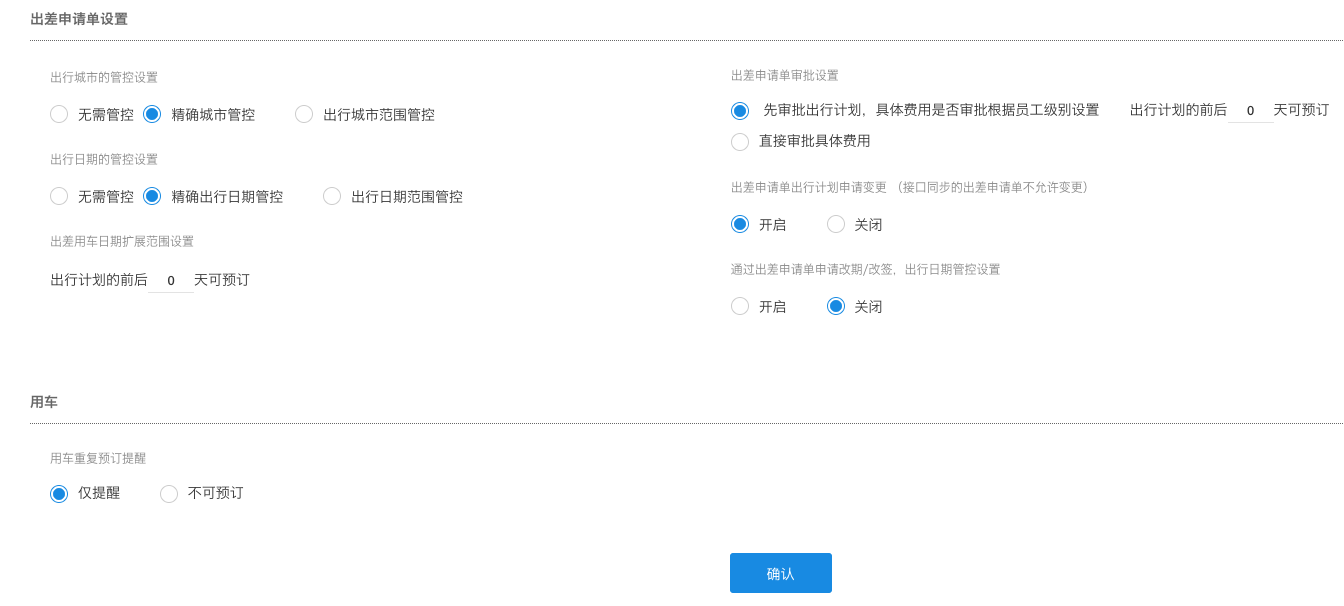 出差申请单设置
出行城市的管控设置
无需管控 精确城市管控 出行城市范围管控
出行日期的管控设置
无需管控 精确出行日期管控 出行日期范围管控
出差用车日期扩展范围设置
出行计划的前后 0 天可预订
出差申请单审批设置
先审批出行计划，具体费用是否审批根据员工级别设置 出行计划的前后 0 天可预订
直接审批具体费用
出差申请单出行计划申请变更 （接口同步的出差申请单不允许变更）
开启 关闭
通过出差申请单申请改期/改签，出行日期管控设置
开启 关闭
用车
用车重复预订提醒
仅提醒 不可预订
确认